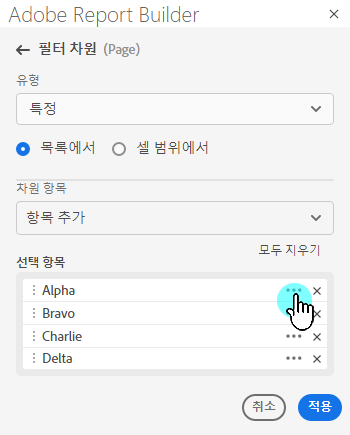 Adobe Report Builder
필터 차원 (Page)
유형
특정
목록에서 셀 범위에서
차원 항목
항목 추가
모두 지우기
선택 항목
Alpha
Bravo
Charlie
Delta
취소 적용